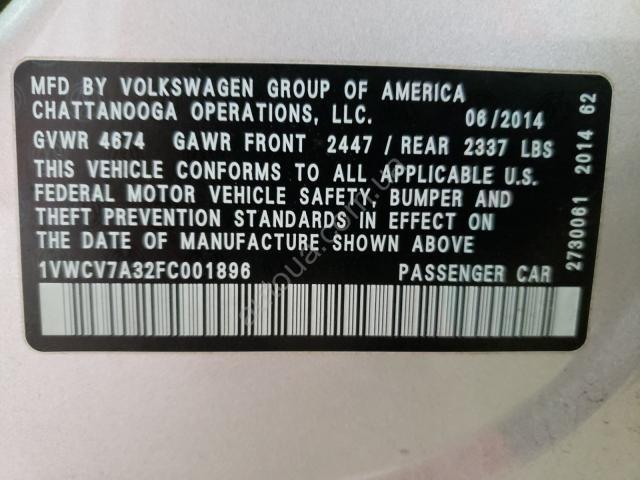 MFD BY VOLKSWAGEN GROUP OF AMERICA
CHATTANOOGA OPERATIONS, LLC. 06/2014
GVWR 4674 GAWR FRONT 2447 / REAR 2337 LBS
THIS VEHICLE CONFORMS TO ALL APPLICABLE U.S.
FEDERAL MOTOR VEHICLE SAFETY, BUMPER AND
THEFT PREVENTION STANDARDS IN EFFECT ON
THE DATE OF MANUFACTURE SHOWN ABOVE
1VWCV7A32FC001896 PASSENGER CAR
2730061 2014 62